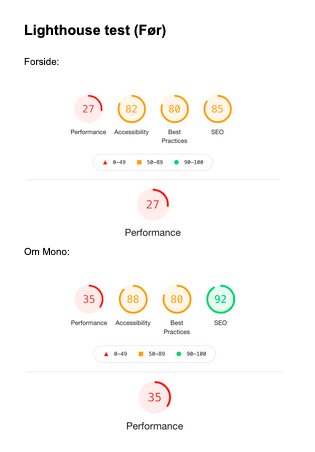 Lighthouse test (Før)
Forside:
27 82 80 85
Performance Accessibility Best Practices SEO
0–49 50–89 90–100
27
Performance
Om Mono:
35 88 80 92
Performance Accessibility Best Practices SEO
0–49 50–89 90–100
35
Performance